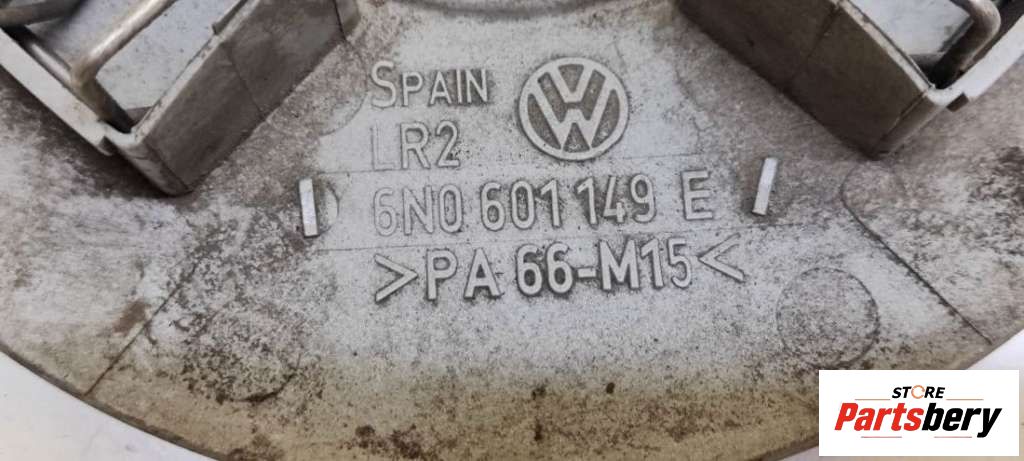 SPAIN
LR2
6N0 601 149 E
>PA 66-M15<
STORE
Partsbery